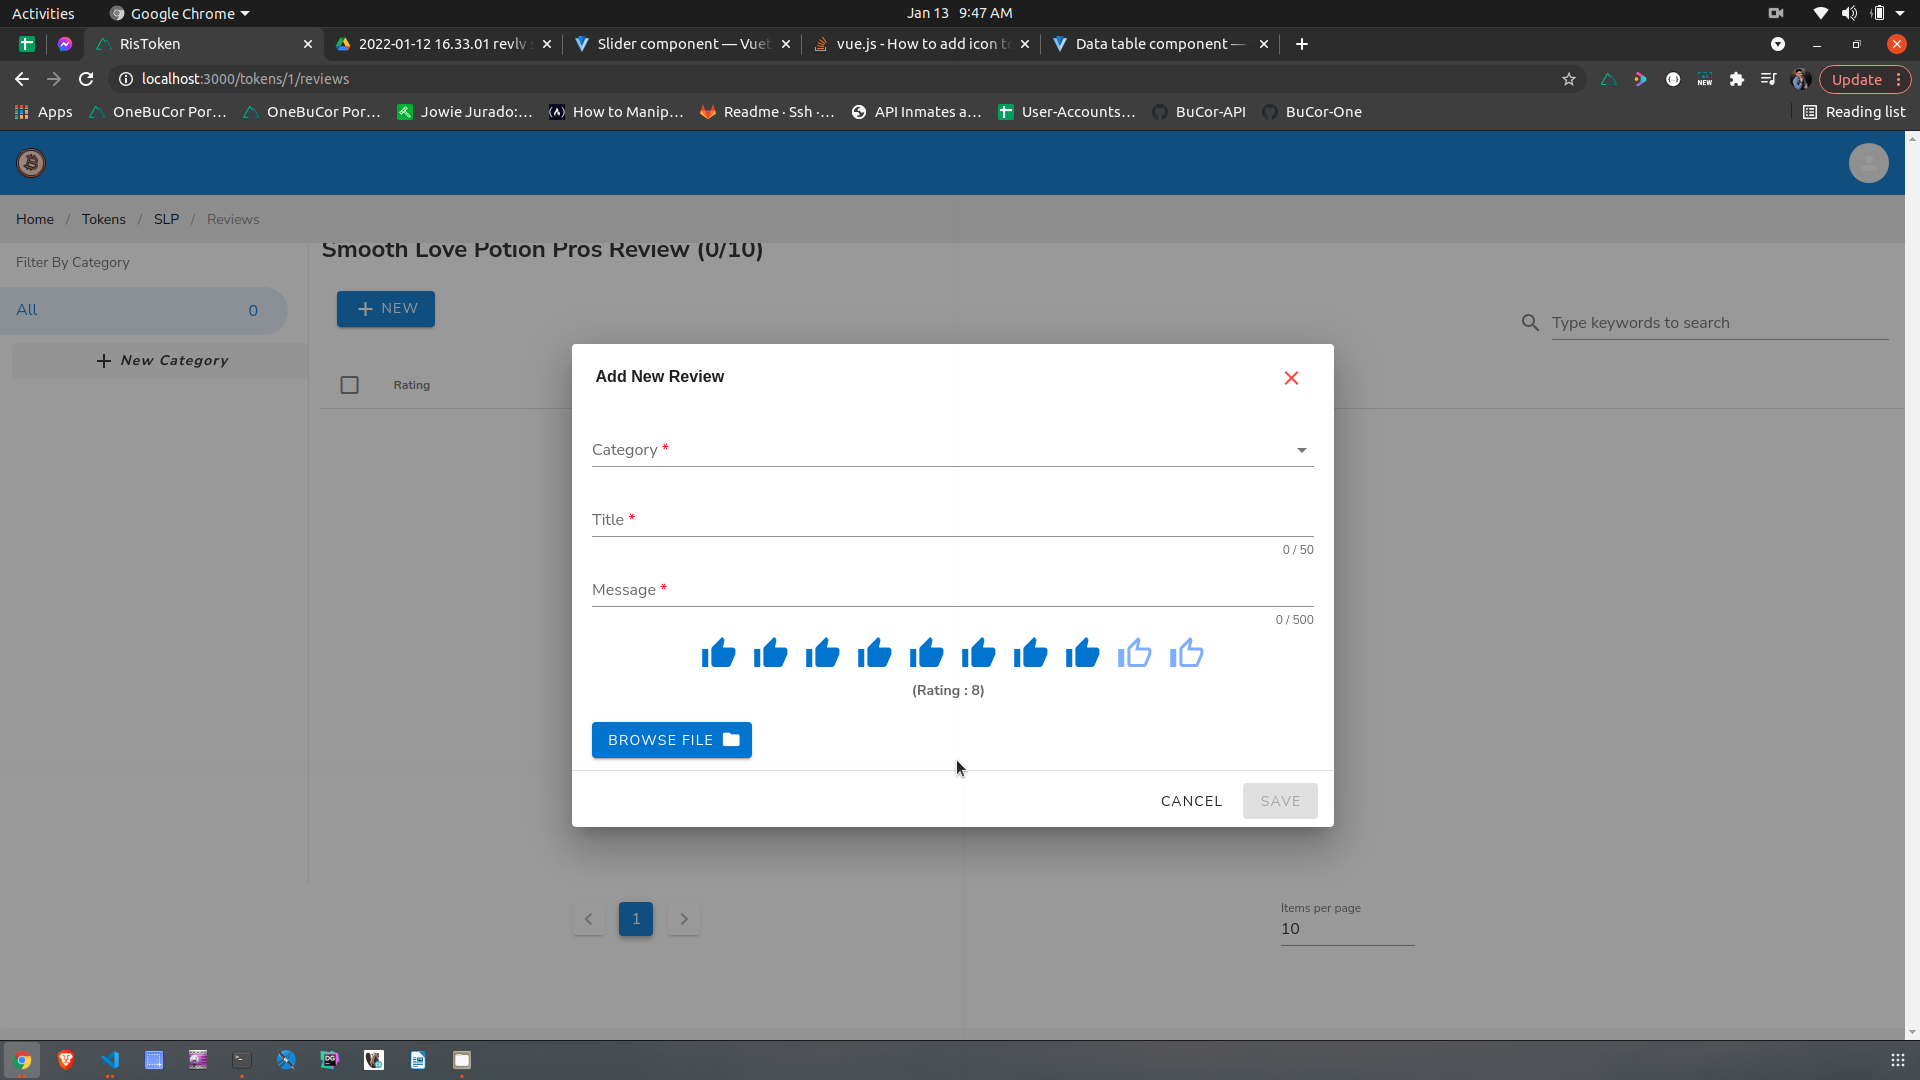 Activities
Google Chrome
Jan 13 9:47 AM
RisToken
2022-01-12 16.33.01 revlv
Slider component — Vuet
vue.js - How to add icon to
Data table component —
localhost:3000/tokens/1/reviews
NEW
Update
Apps
OneBuCor Por...
OneBuCor Por...
Jowie Jurado:...
How to Manip...
Readme · Ssh ·...
API Inmates a...
User-Accounts...
BuCor-API
BuCor-One
Reading list
Home / Tokens / SLP / Reviews
Filter By Category
All 0
+ New Category
Smooth Love Potion Pros Review (0/10)
+ NEW
Type keywords to search
Rating
Add New Review
Category *
Title *
0 / 50
Message *
0 / 500
(Rating : 8)
BROWSE FILE
CANCEL
SAVE
1
Items per page
10